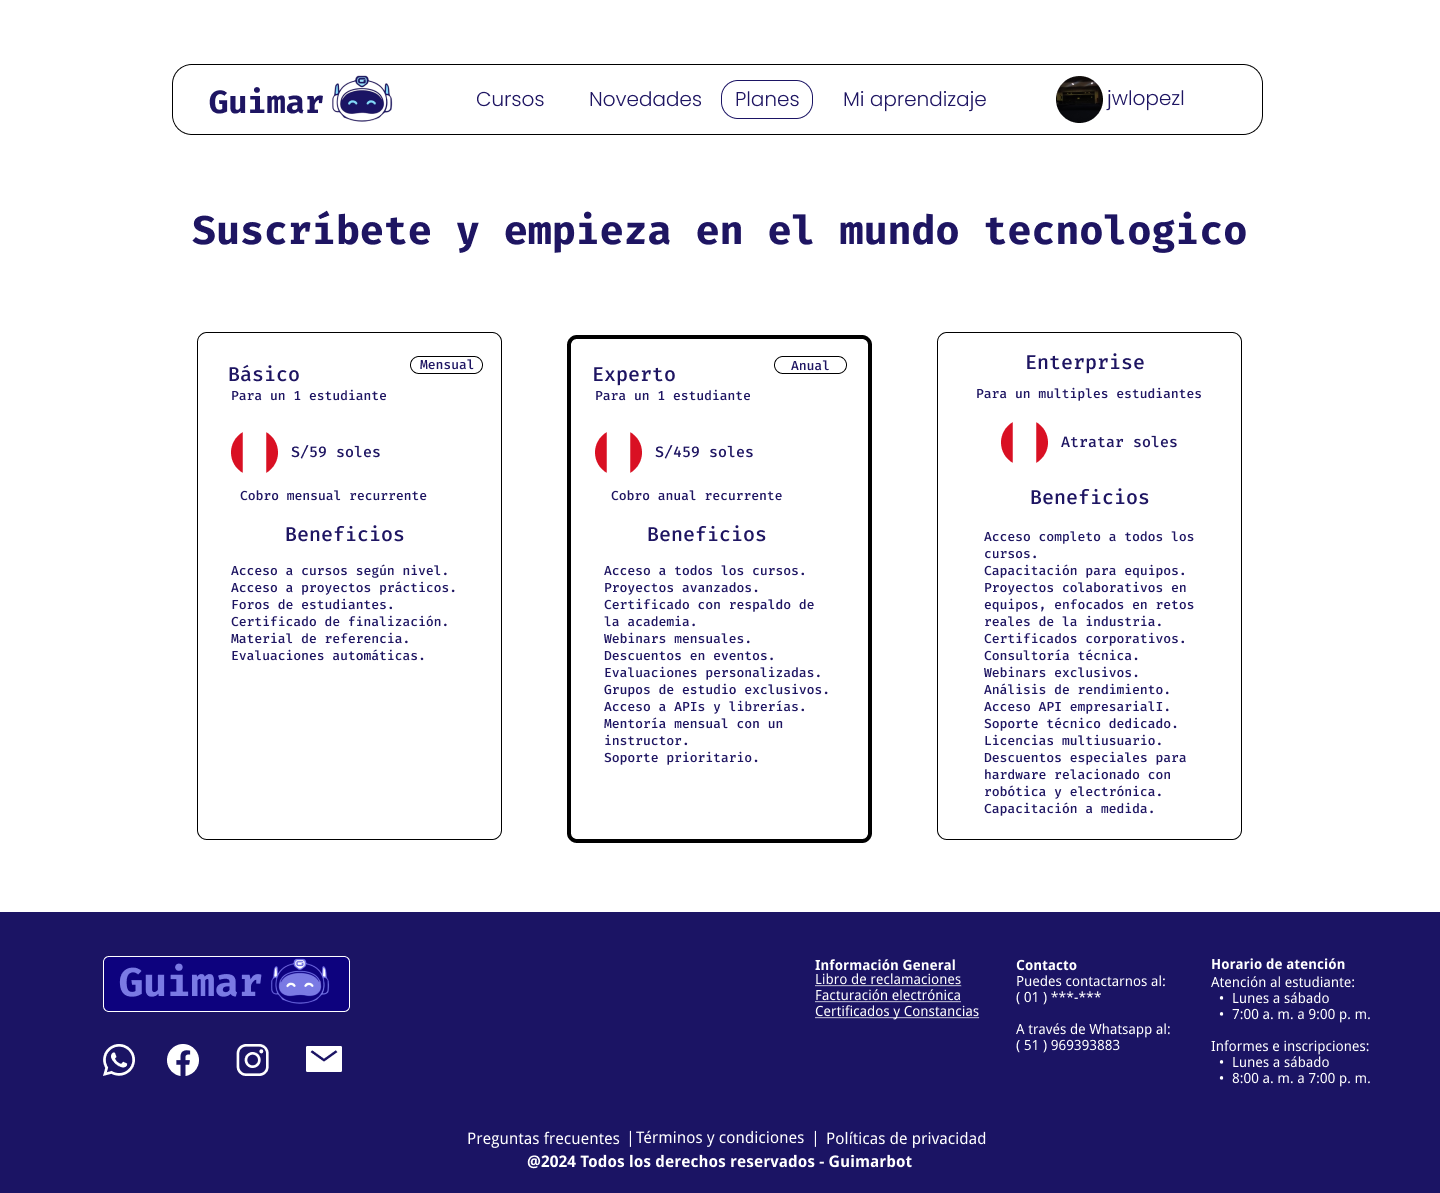 Guimar
Cursos
Novedades
Planes
Mi aprendizaje
jwlopezl
Suscríbete y empieza en el mundo tecnologico
Básico
Mensual
Para un 1 estudiante
S/59 soles
Cobro mensual recurrente
Beneficios
Acceso a cursos según nivel.
Acceso a proyectos prácticos.
Foros de estudiantes.
Certificado de finalización.
Material de referencia.
Evaluaciones automáticas.
Experto
Anual
Para un 1 estudiante
S/459 soles
Cobro anual recurrente
Beneficios
Acceso a todos los cursos.
Proyectos avanzados.
Certificado con respaldo de
la academia.
Webinars mensuales.
Descuentos en eventos.
Evaluaciones personalizadas.
Grupos de estudio exclusivos.
Acceso a APIs y librerías.
Mentoría mensual con un
instructor.
Soporte prioritario.
Enterprise
Para un multiples estudiantes
Atratar soles
Beneficios
Acceso completo a todos los
cursos.
Capacitación para equipos.
Proyectos colaborativos en
equipos, enfocados en retos
reales de la industria.
Certificados corporativos.
Consultoría técnica.
Webinars exclusivos.
Análisis de rendimiento.
Acceso API empresarialI.
Soporte técnico dedicado.
Licencias multiusuario.
Descuentos especiales para
hardware relacionado con
robótica y electrónica.
Capacitación a medida.
Guimar
Información General
Libro de reclamaciones
Facturación electrónica
Certificados y Constancias
Contacto
Puedes contactarnos al:
( 01 ) ***-***
A través de Whatsapp al:
( 51 ) 969393883
Horario de atención
Atención al estudiante:
• Lunes a sábado
• 7:00 a. m. a 9:00 p. m.
Informes e inscripciones:
• Lunes a sábado
• 8:00 a. m. a 7:00 p. m.
Preguntas frecuentes | Términos y condiciones | Políticas de privacidad
@2024 Todos los derechos reservados - Guimarbot